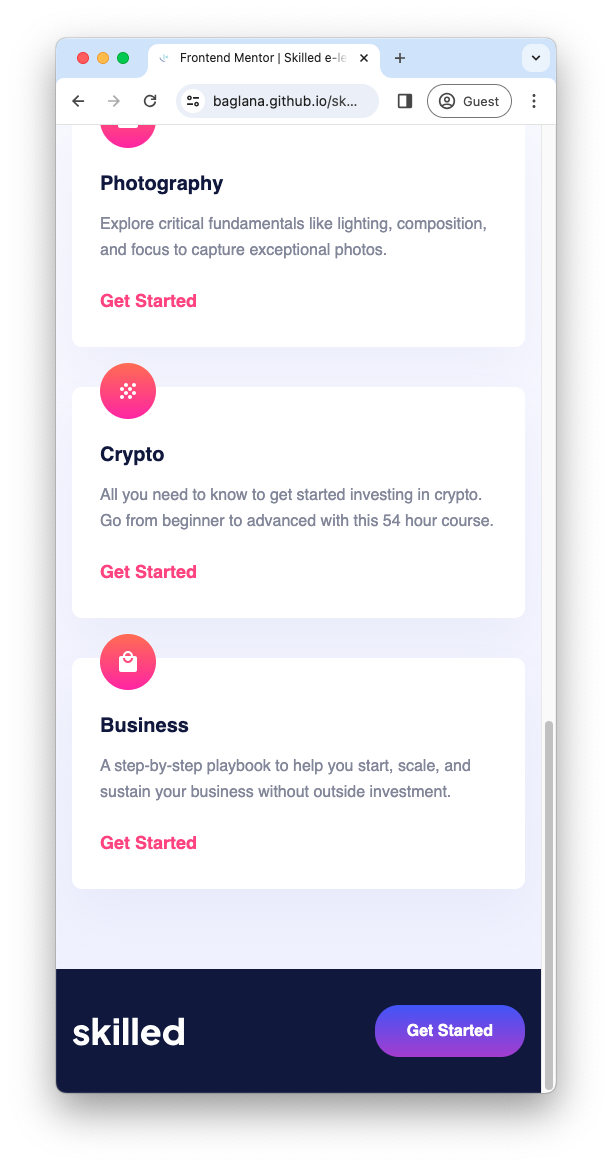 Frontend Mentor | Skilled e-le
baglana.github.io/sk...
Guest
Photography
Explore critical fundamentals like lighting, composition,
and focus to capture exceptional photos.
Get Started
Crypto
All you need to know to get started investing in crypto.
Go from beginner to advanced with this 54 hour course.
Get Started
Business
A step-by-step playbook to help you start, scale, and
sustain your business without outside investment.
Get Started
skilled
Get Started